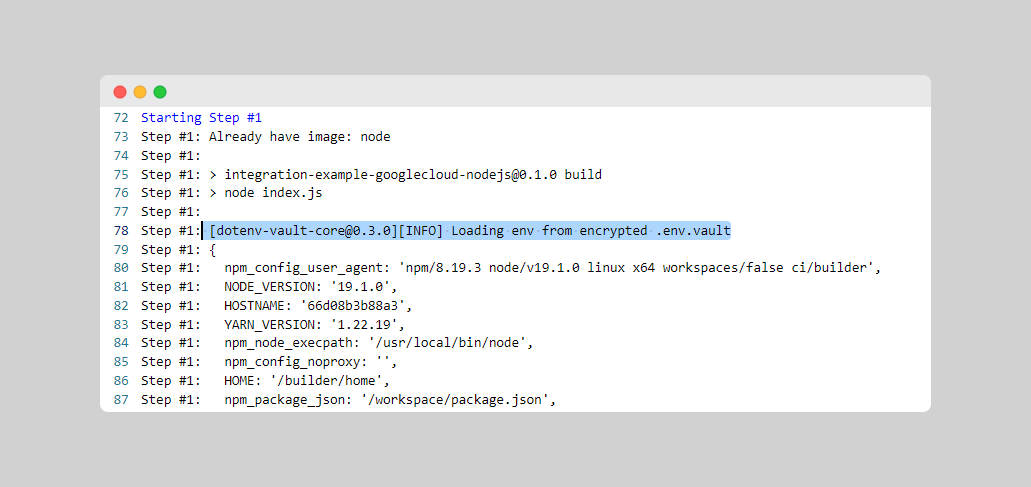 72 Starting Step #1
73 Step #1: Already have image: node
74 Step #1:
75 Step #1: > integration-example-googlecloud-nodejs@0.1.0 build
76 Step #1: > node index.js
77 Step #1:
78 Step #1: [dotenv-vault-core@0.3.0][INFO] Loading env from encrypted .env.vault
79 Step #1: {
80 Step #1:   npm_config_user_agent: 'npm/8.19.3 node/v19.1.0 linux x64 workspaces/false ci/builder',
81 Step #1:   NODE_VERSION: '19.1.0',
82 Step #1:   HOSTNAME: '66d08b3b88a3',
83 Step #1:   YARN_VERSION: '1.22.19',
84 Step #1:   npm_node_execpath: '/usr/local/bin/node',
85 Step #1:   npm_config_noproxy: '',
86 Step #1:   HOME: '/builder/home',
87 Step #1:   npm_package_json: '/workspace/package.json',